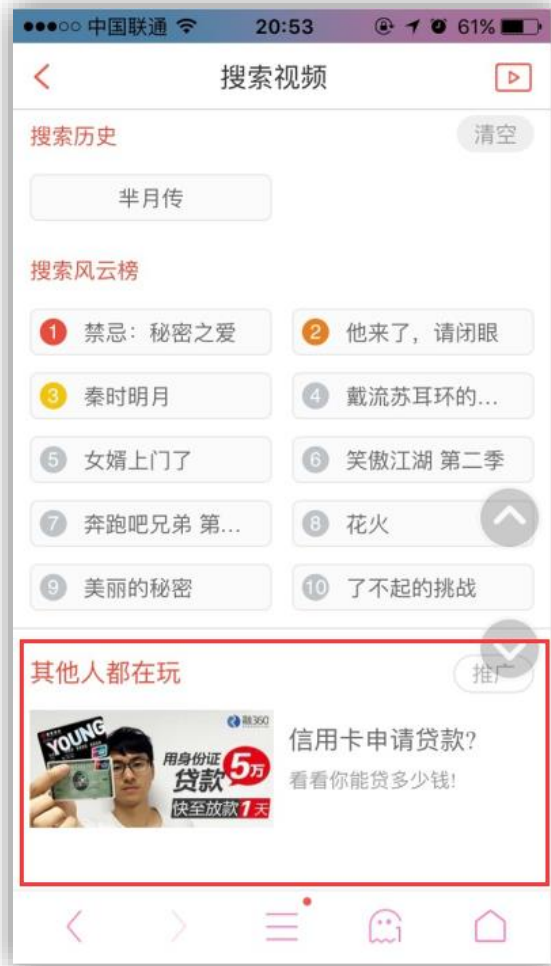 中国联通 20:53 61%
搜索视频
搜索历史 清空
芈月传
搜索风云榜
1 禁忌：秘密之爱 2 他来了，请闭眼
3 秦时明月 4 戴流苏耳环的...
5 女婿上门了 6 笑傲江湖 第二季
7 奔跑吧兄弟 第... 8 花火
9 美丽的秘密 10 了不起的挑战
其他人都在玩 推广
YOUNG
融360
用身份证
贷款5万
快至放款1天
信用卡申请贷款?
看看你能贷多少钱!
1